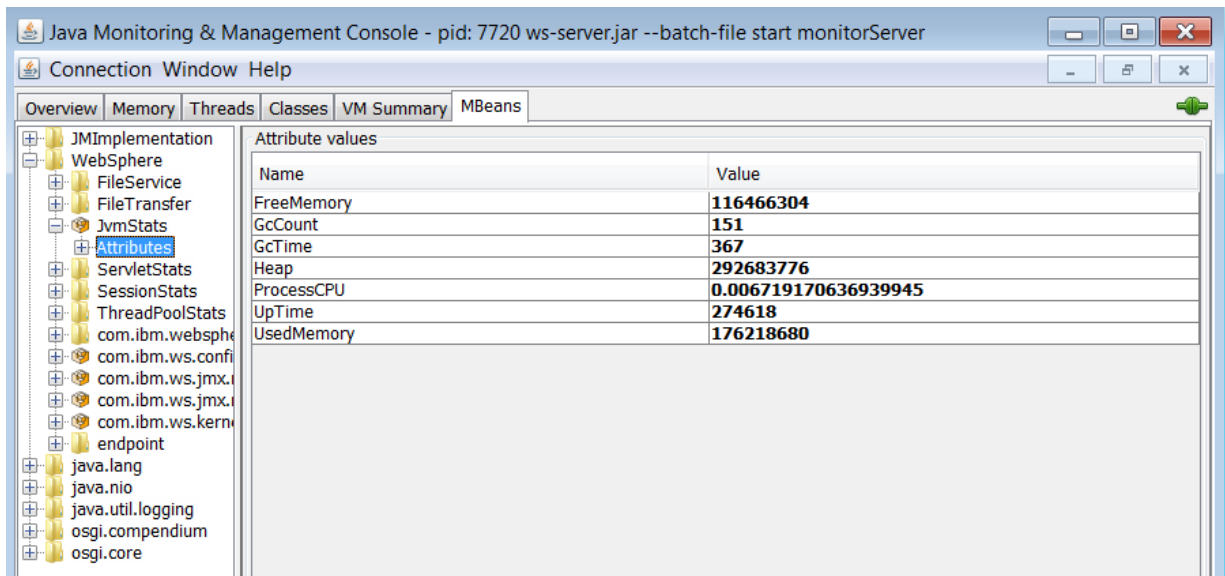 Java Monitoring & Management Console - pid: 7720 ws-server.jar --batch-file start monitorServer
Connection Window Help
Overview Memory Threads Classes VM Summary MBeans
JMImplementation
WebSphere
FileService
FileTransfer
JvmStats
Attributes
ServletStats
SessionStats
ThreadPoolStats
com.ibm.websphe
com.ibm.ws.confi
com.ibm.ws.jmx.
com.ibm.ws.jmx.
com.ibm.ws.kern
endpoint
java.lang
java.nio
java.util.logging
osgi.compendium
osgi.core
Attribute values
Name Value
FreeMemory 116466304
GcCount 151
GcTime 367
Heap 292683776
ProcessCPU 0.006719170636939945
UpTime 274618
UsedMemory 176218680